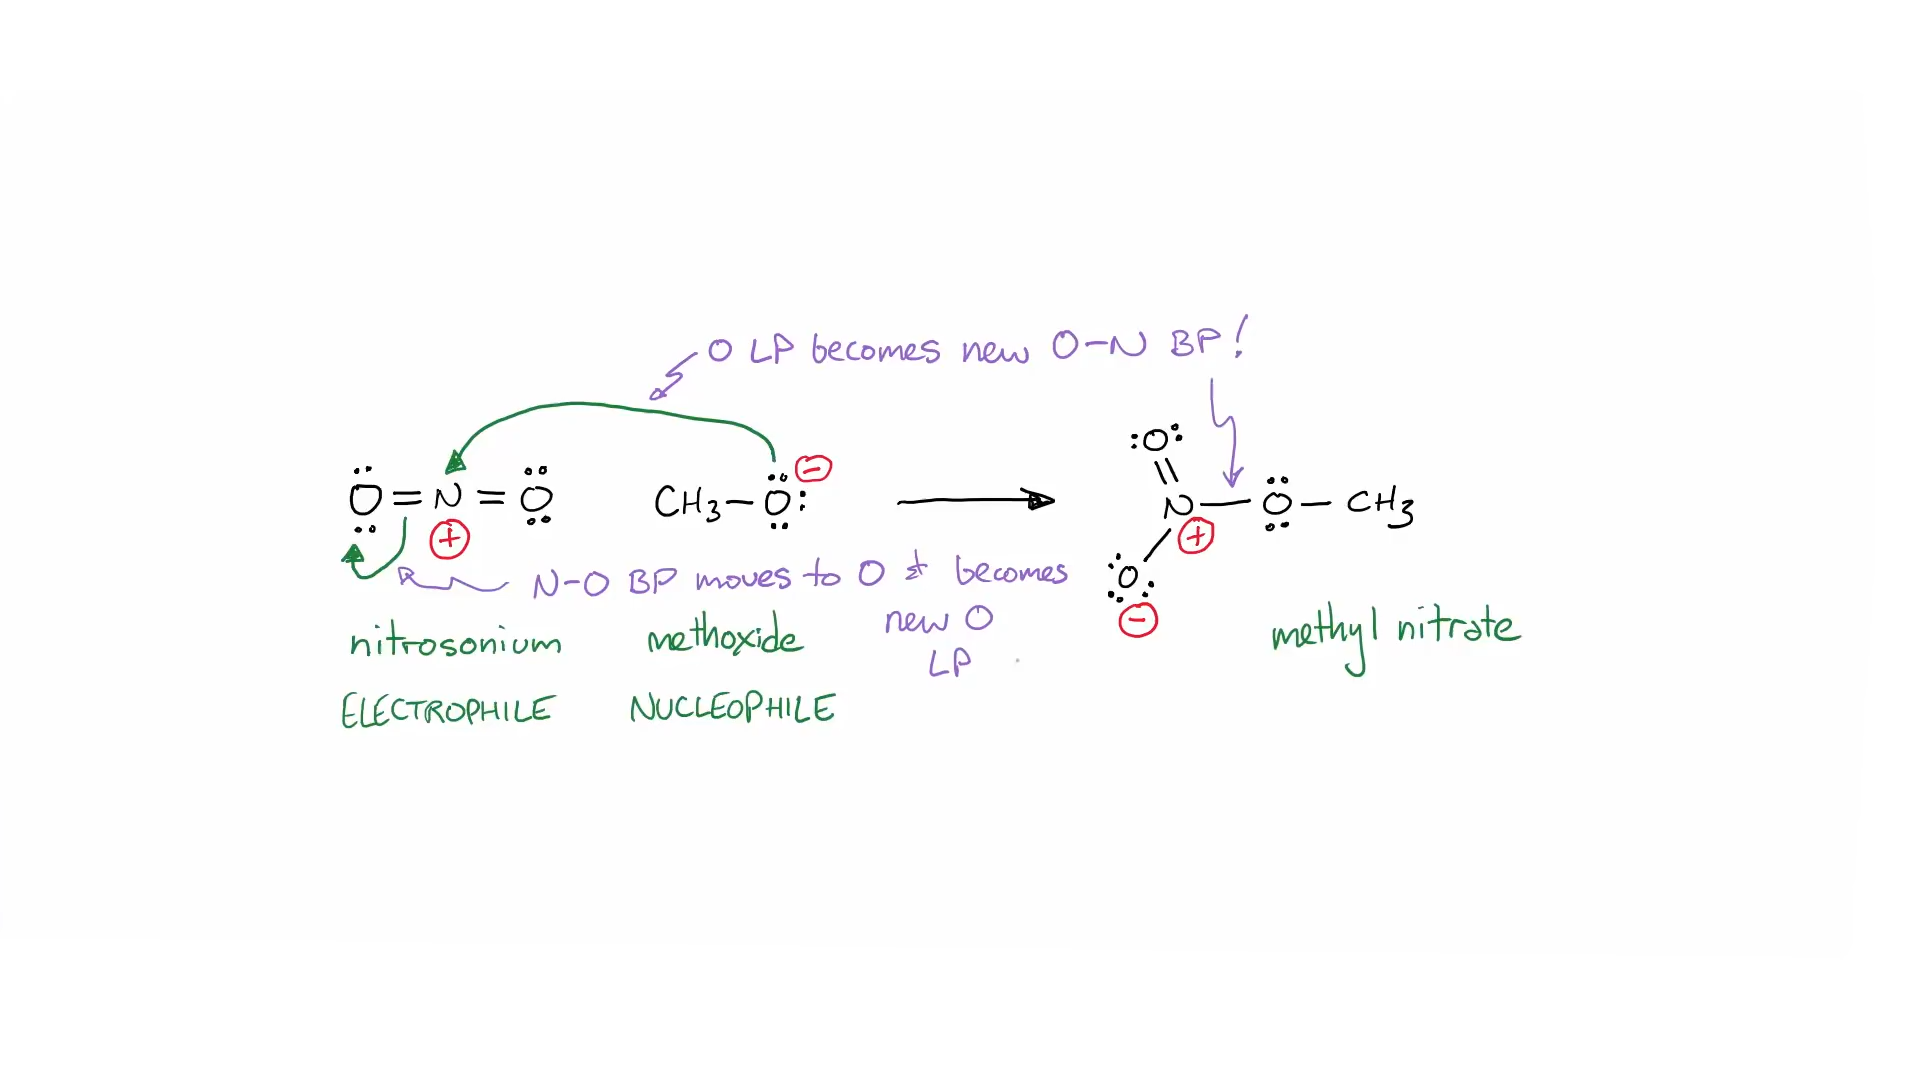 O LP becomes new O-N BP!
:O:
O=N=O CH3-O: ⊖ → N-O-CH3
⊕ ⊕
O
⊖
N-O BP moves to O & becomes
new O
LP
nitrosonium methoxide methyl nitrate
ELECTROPHILE NUCLEOPHILE